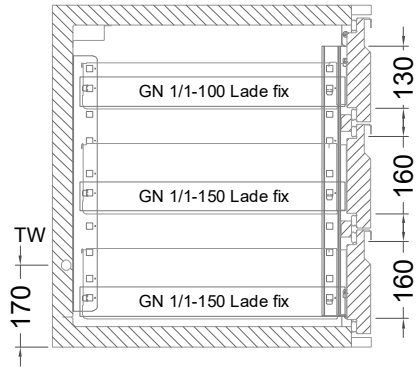 GN 1/1-100 Lade fix
130
GN 1/1-150 Lade fix
160
TW
170
GN 1/1-150 Lade fix
160